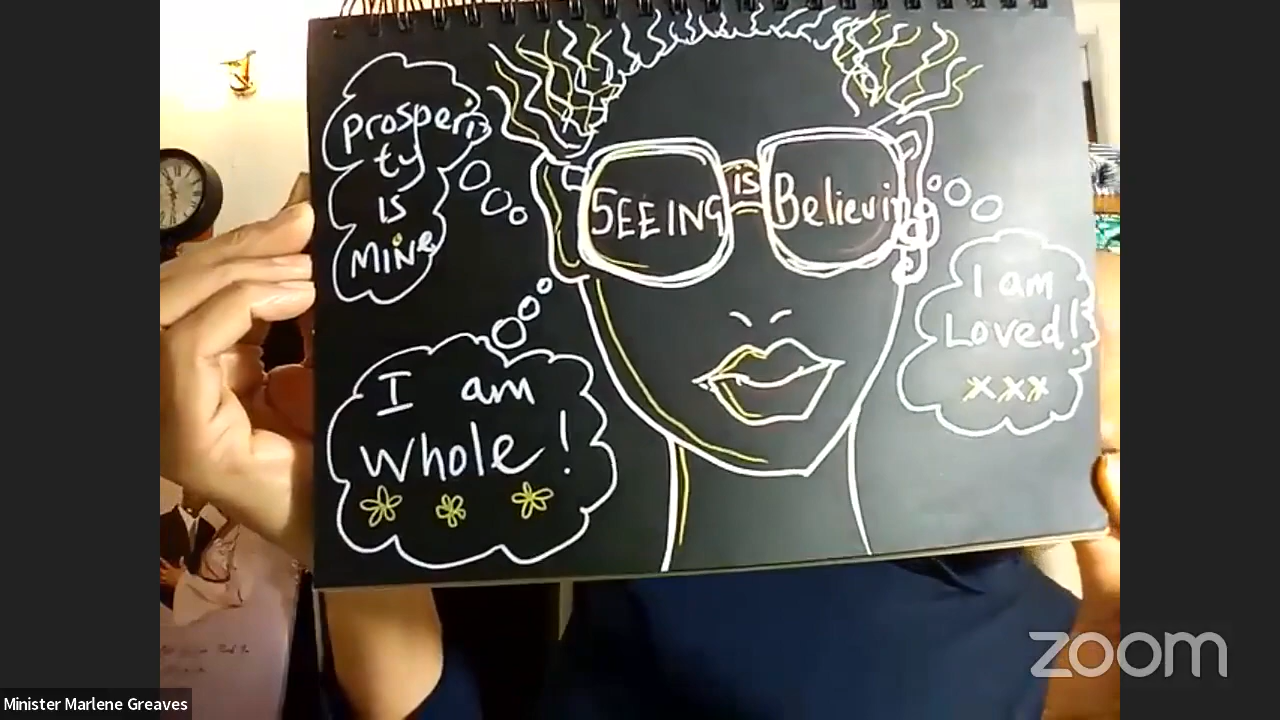 prosperi
ty
is
MINe
SEEING is Believing
I am
Loved!
xxx
I am
whole!
zoom
Minister Marlene Greaves